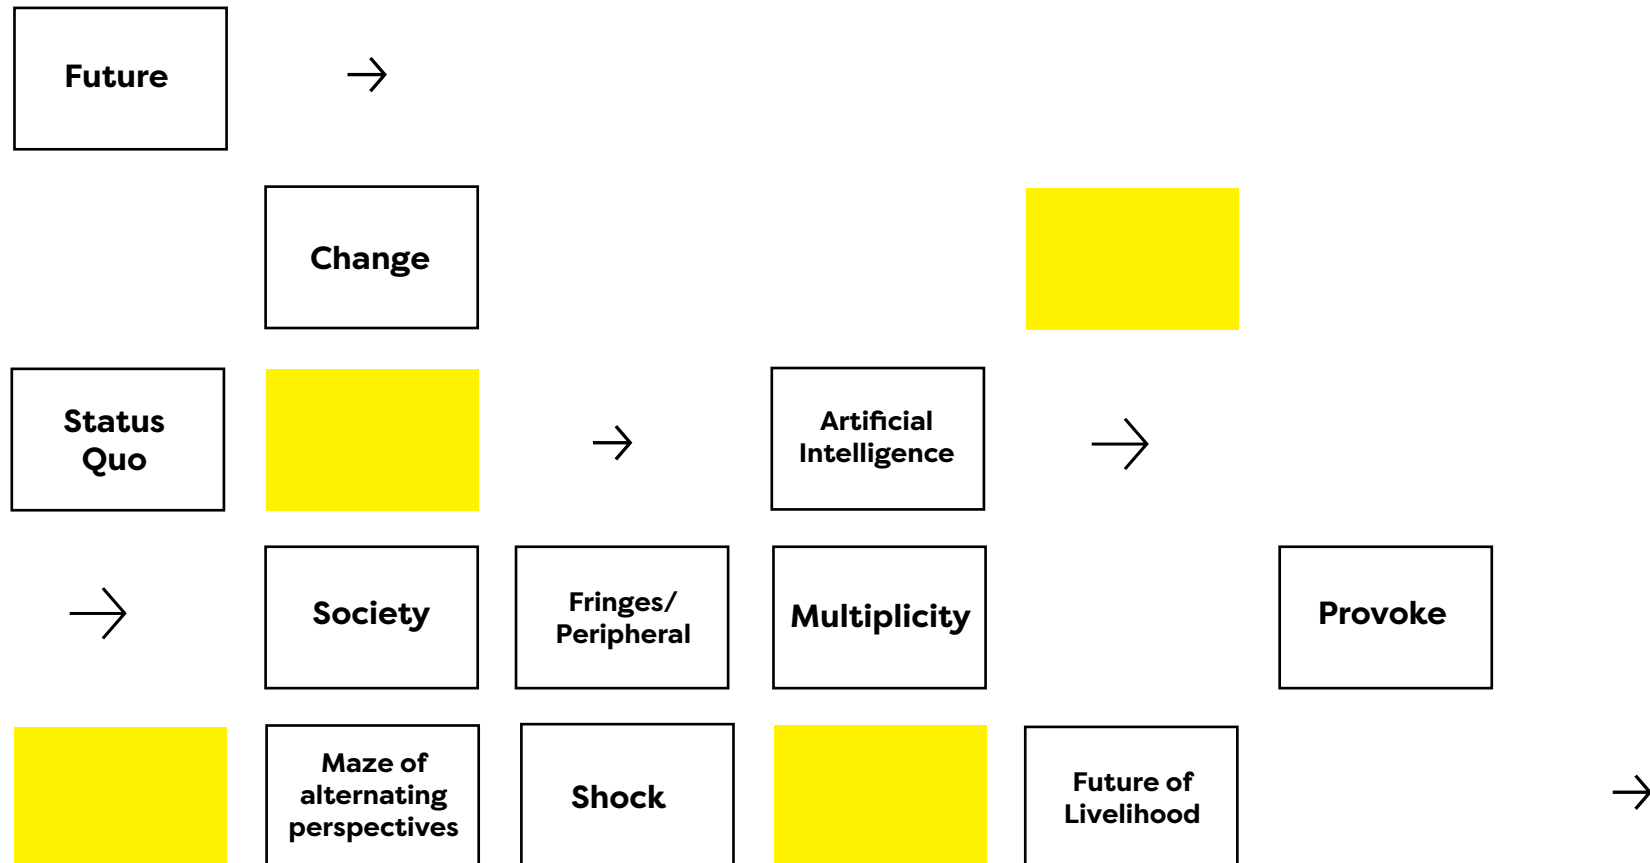 Future
Change
Status
Quo
Artificial
Intelligence
Society
Fringes/
Peripheral
Multiplicity
Provoke
Maze of
alternating
perspectives
Shock
Future of
Livelihood